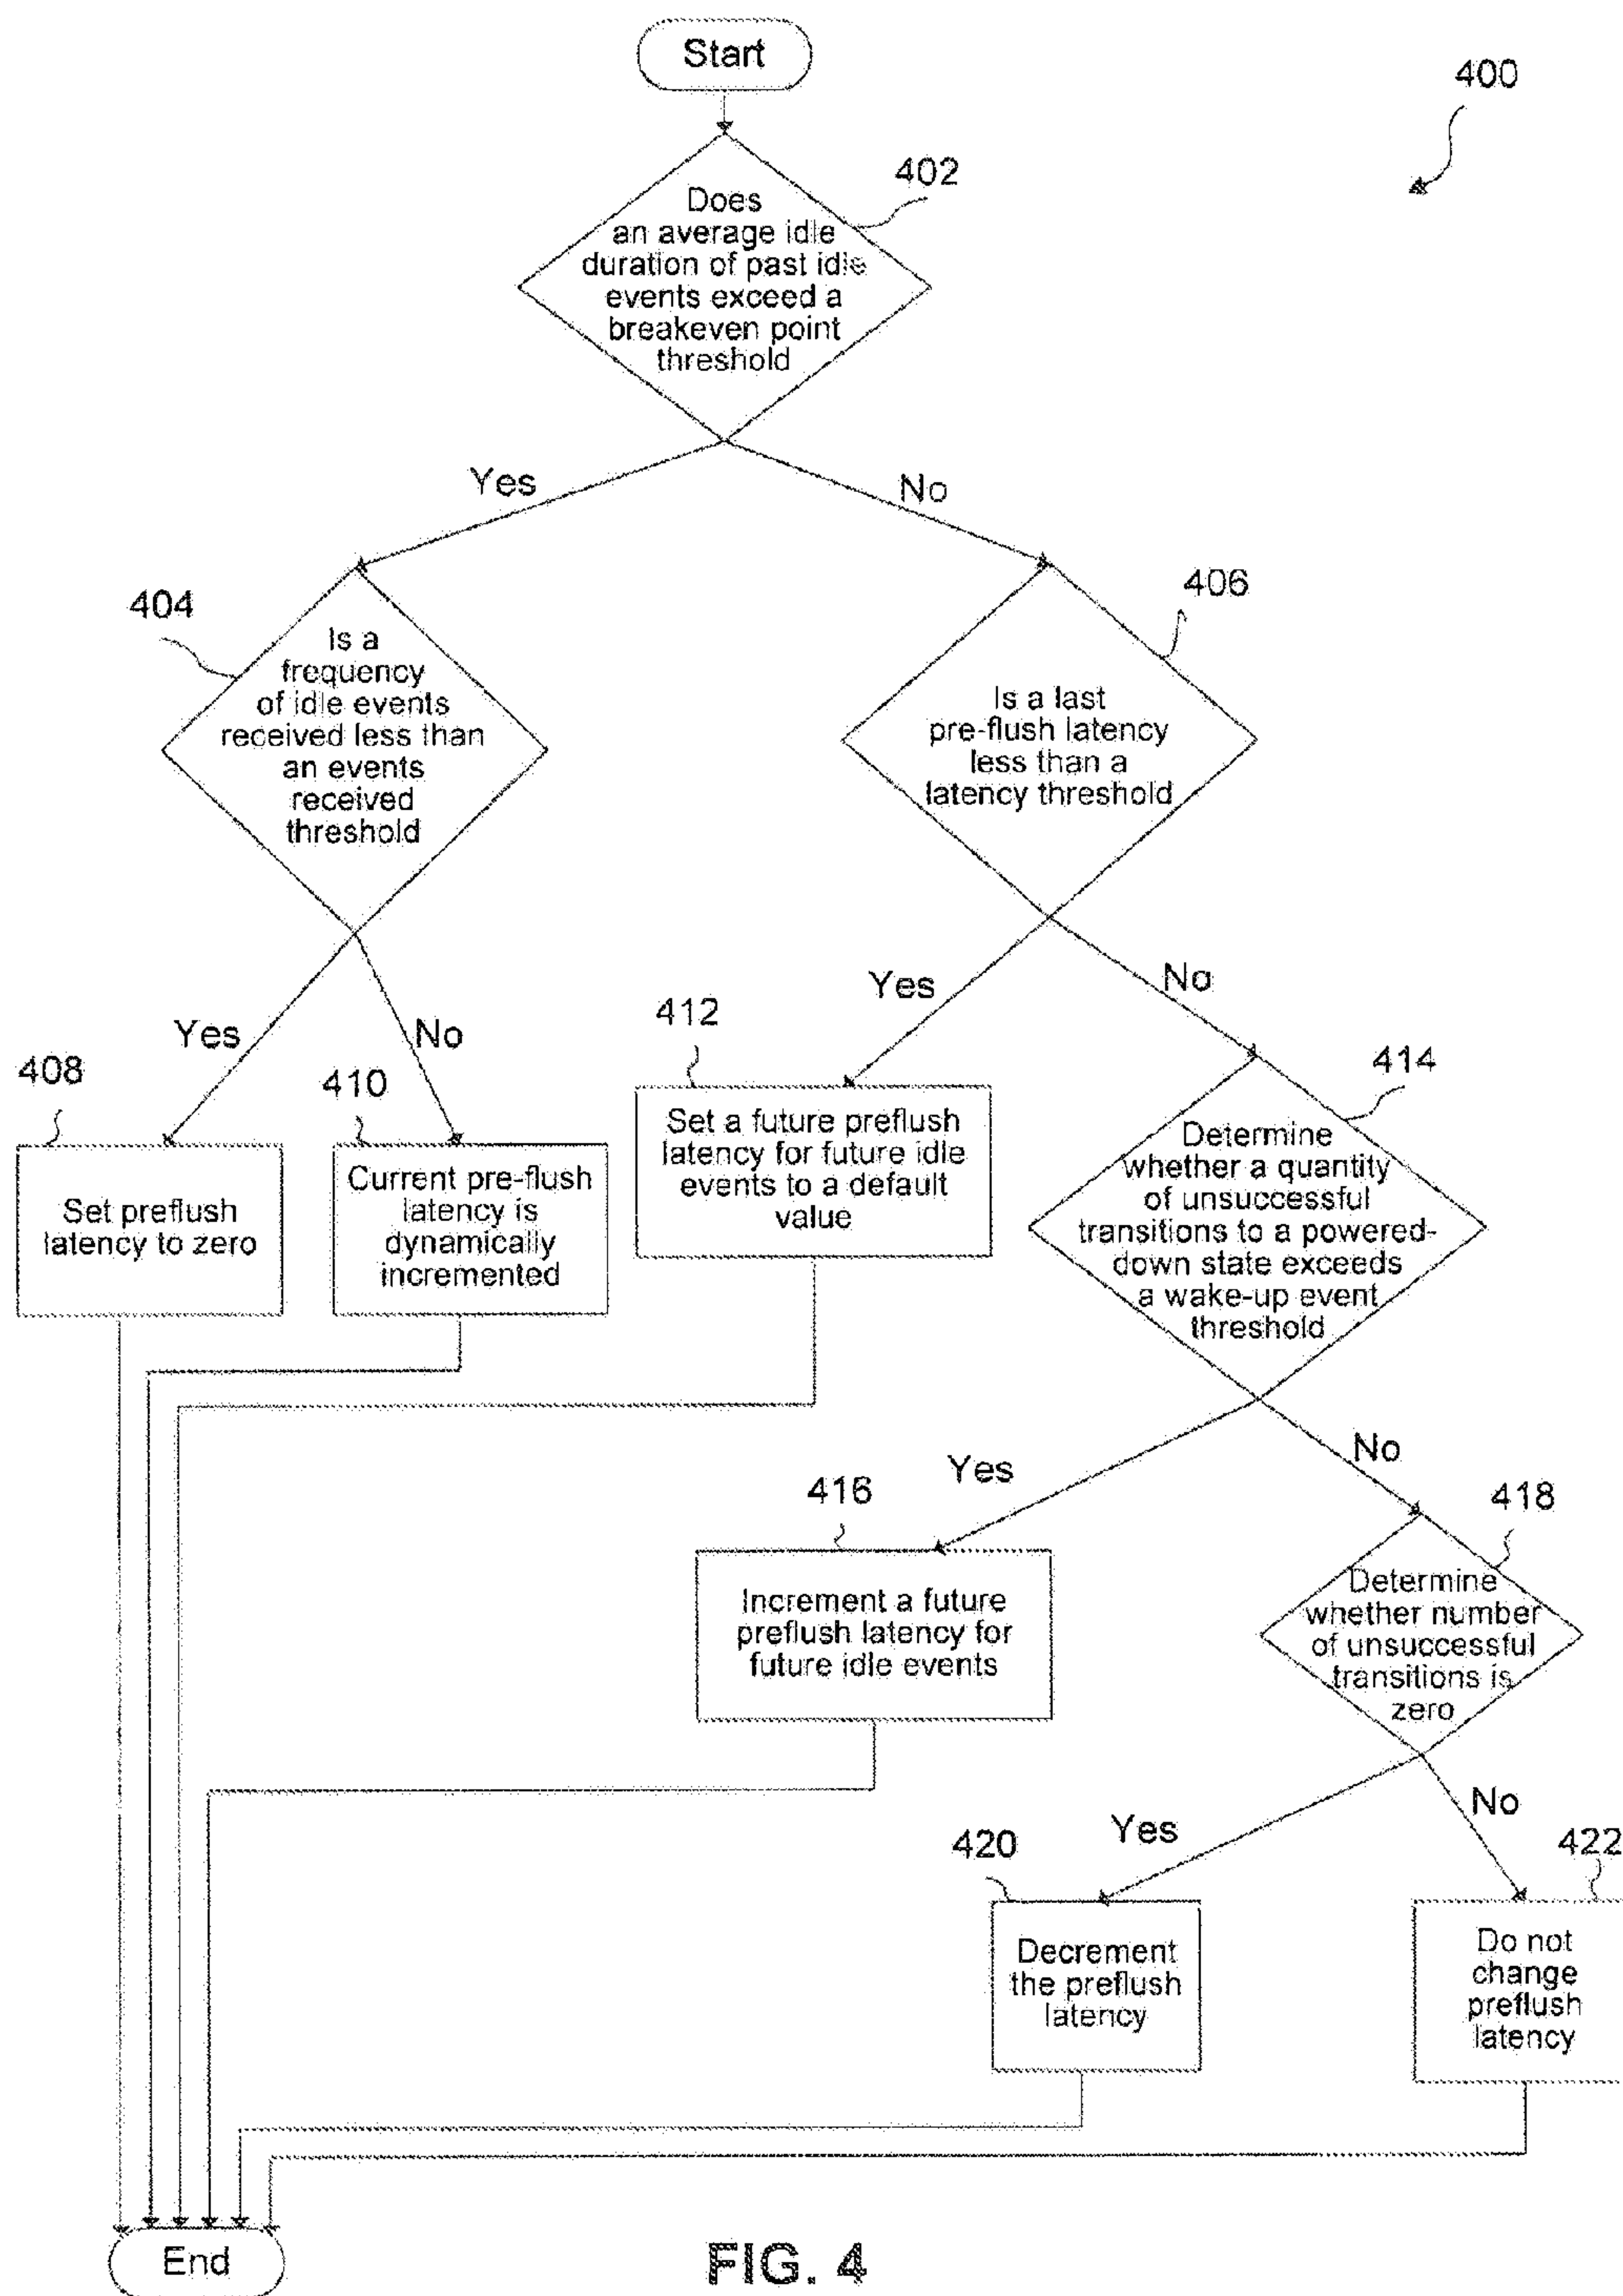 Start
400
402
Does
an average idle
duration of past idle
events exceed a
breakeven point
threshold
Yes
No
404
Is a
frequency
of idle events
received less than
an events
received
threshold
406
Is a last
pre-flush latency
less than a
latency threshold
Yes
No
Yes
No
408
Set preflush
latency to zero
410
Current pre-flush
latency is
dynamically
incremented
412
Set a future preflush
latency for future idle
events to a default
value
414
Determine
whether a quantity
of unsuccessful
transitions to a powered-
down state exceeds
a wake-up event
threshold
Yes
No
416
Increment a future
preflush latency for
future idle events
418
Determine
whether number
of unsuccessful
transitions is
zero
Yes
No
420
Decrement
the preflush
latency
422
Do not
change
preflush
latency
End
FIG. 4